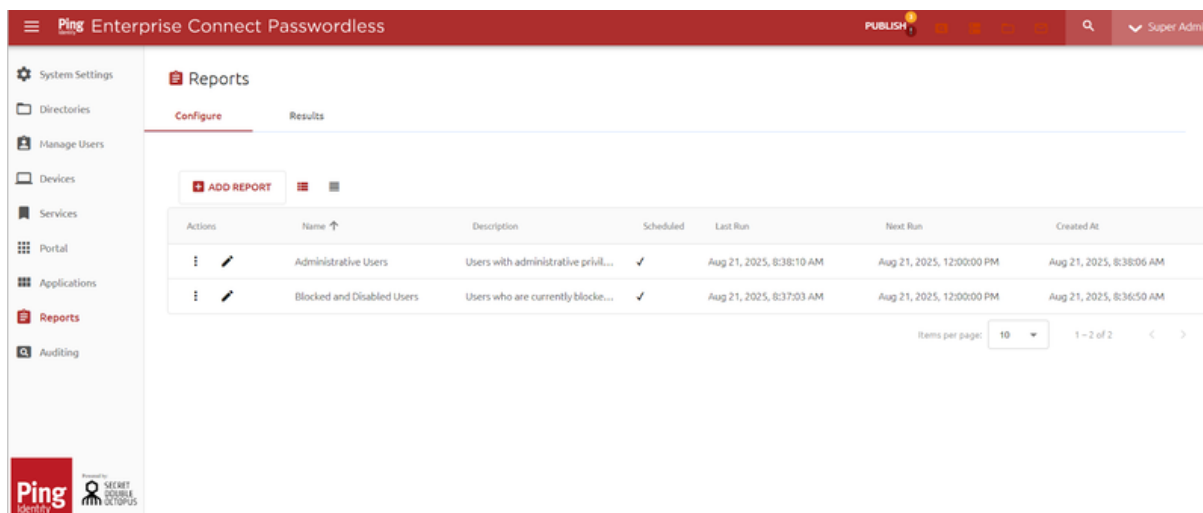 Ping Identity Enterprise Connect Passwordless
PUBLISH
Super Admi
System Settings
Directories
Manage Users
Devices
Services
Portal
Applications
Reports
Auditing
Reports
Configure Results
ADD REPORT
Actions Name Description Scheduled Last Run Next Run Created At
Administrative Users Users with administrative privil... ✓ Aug 21, 2025, 8:38:10 AM Aug 21, 2025, 12:00:00 PM Aug 21, 2025, 8:38:06 AM
Blocked and Disabled Users Users who are currently blocke... ✓ Aug 21, 2025, 8:37:03 AM Aug 21, 2025, 12:00:00 PM Aug 21, 2025, 8:36:50 AM
Items per page: 10 1 – 2 of 2
Ping
Identity
Powered by:
SECRET
DOUBLE
OCTOPUS